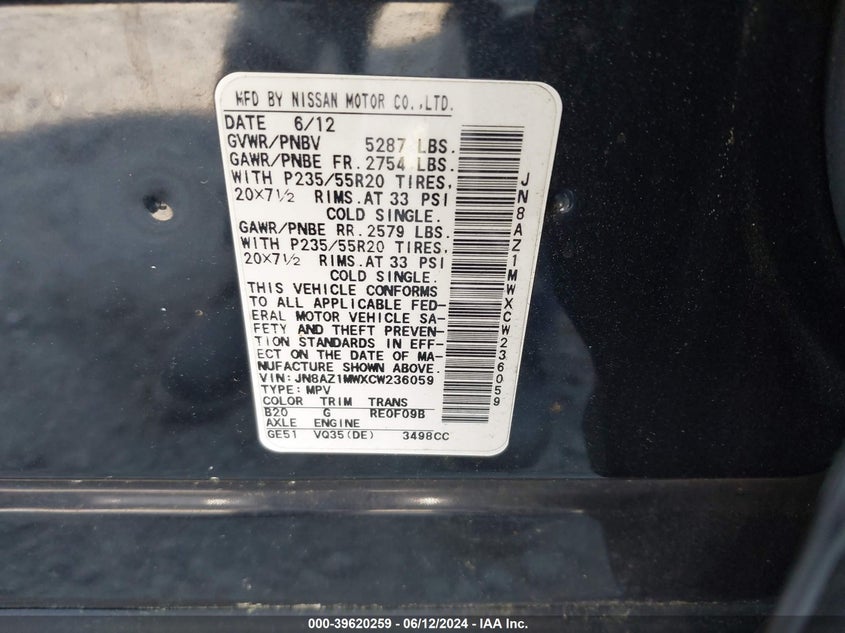 MFD BY NISSAN MOTOR CO.,LTD.
DATE 6/12
GVWR/PNBV 5287 LBS.
GAWR/PNBE FR. 2754 LBS.
WITH P235/55R20 TIRES,
20×7½ RIMS.AT 33 PSI
COLD SINGLE.
GAWR/PNBE RR. 2579 LBS.
WITH P235/55R20 TIRES,
20×7½ RIMS.AT 33 PSI
COLD SINGLE.
THIS VEHICLE CONFORMS
TO ALL APPLICABLE FED-
ERAL MOTOR VEHICLE SA-
FETY AND THEFT PREVEN-
TION STANDARDS IN EFF-
ECT ON THE DATE OF MA-
NUFACTURE SHOWN ABOVE.
VIN:JN8AZ1MWXCW236059
TYPE: MPV
COLOR TRIM TRANS
B20 G RE0F09B
AXLE ENGINE
GE51 VQ35(DE) 3498CC
JN8AZ1MWXCW236059
000-39620259 - 06/12/2024 - IAA Inc.